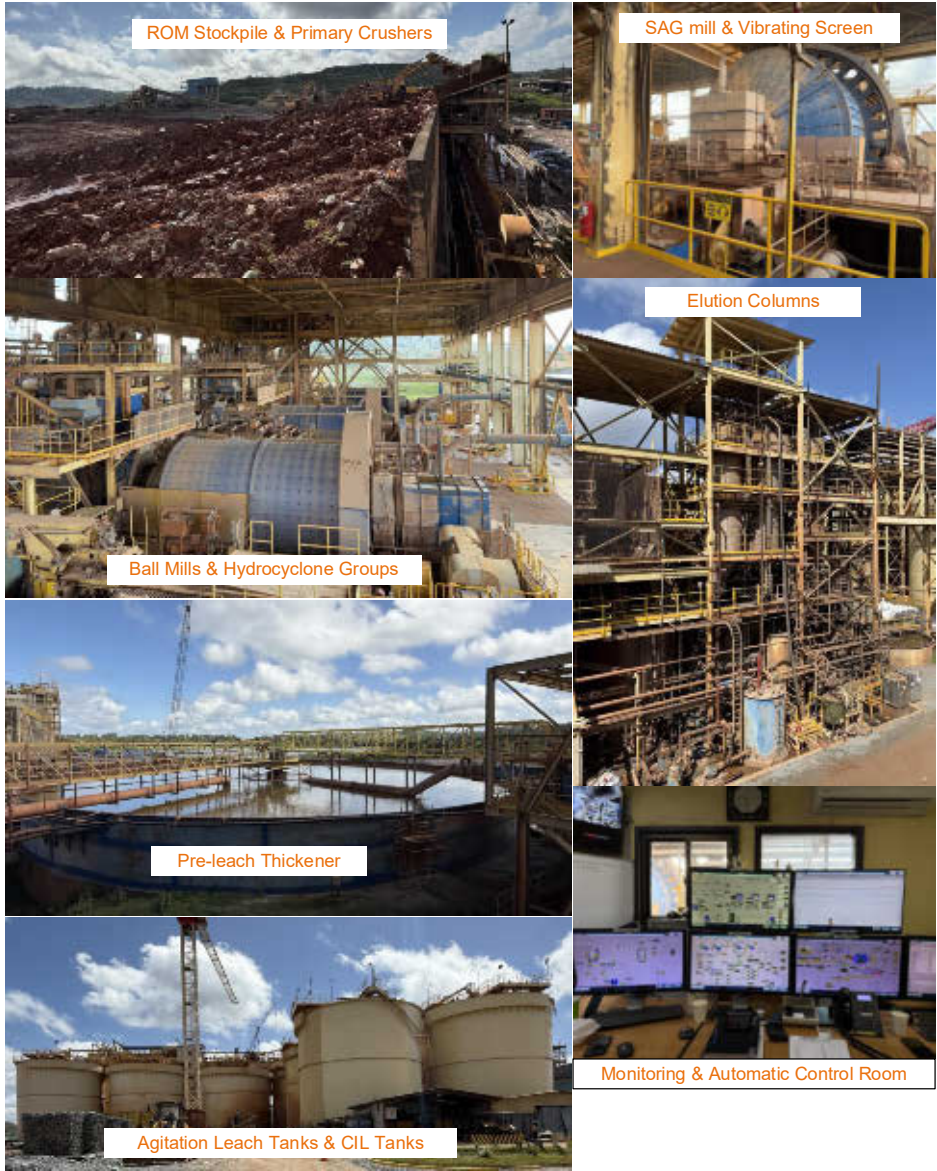 ROM Stockpile & Primary Crushers
SAG mill & Vibrating Screen
Ball Mills & Hydrocyclone Groups
Elution Columns
Pre-leach Thickener
Agitation Leach Tanks & CIL Tanks
Monitoring & Automatic Control Room